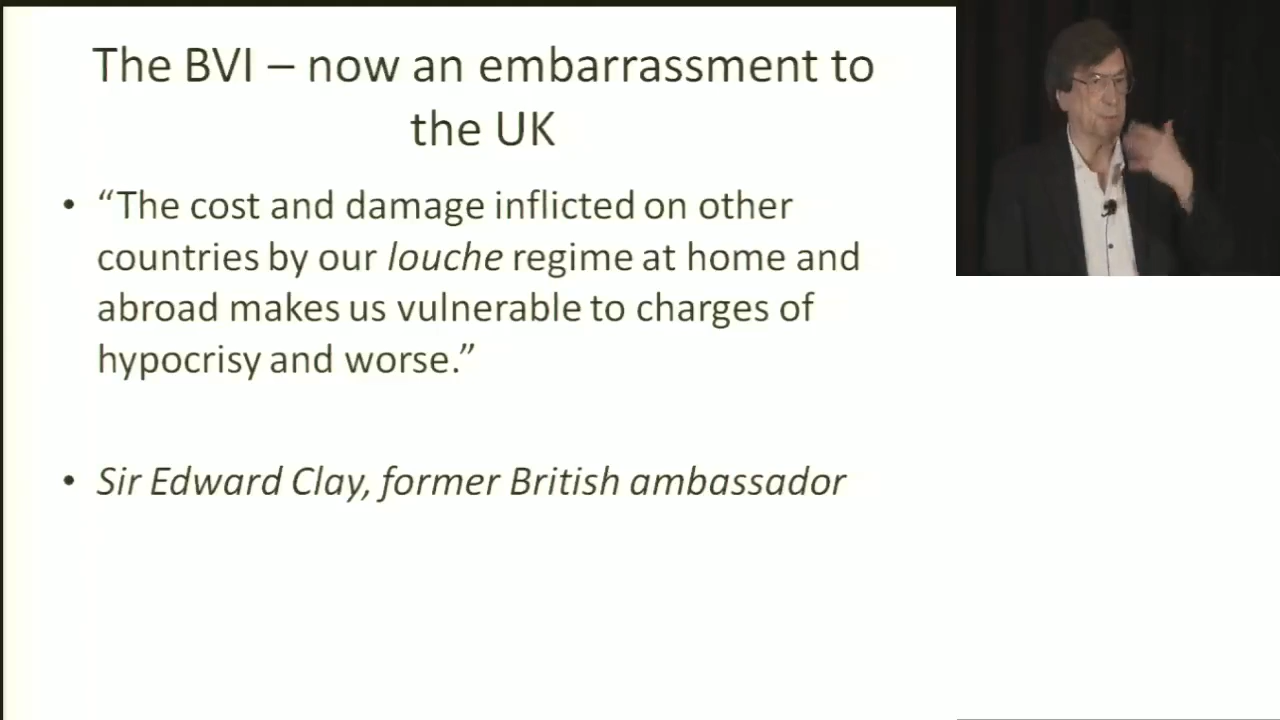 The BVI – now an embarrassment to
the UK
• “The cost and damage inflicted on other
countries by our louche regime at home and
abroad makes us vulnerable to charges of
hypocrisy and worse.”
• Sir Edward Clay, former British ambassador